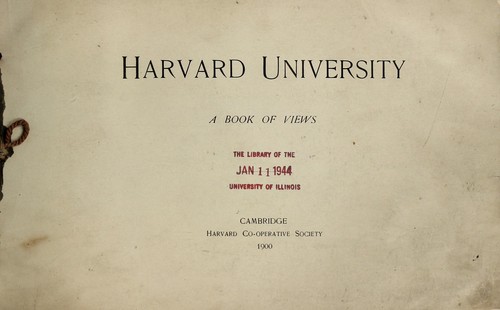 HARVARD UNIVERSITY
A BOOK OF VIEWS
THE LIBRARY OF THE
JAN 11 1944
UNIVERSITY OF ILLINOIS
CAMBRIDGE
HARVARD CO-OPERATIVE SOCIETY
1900